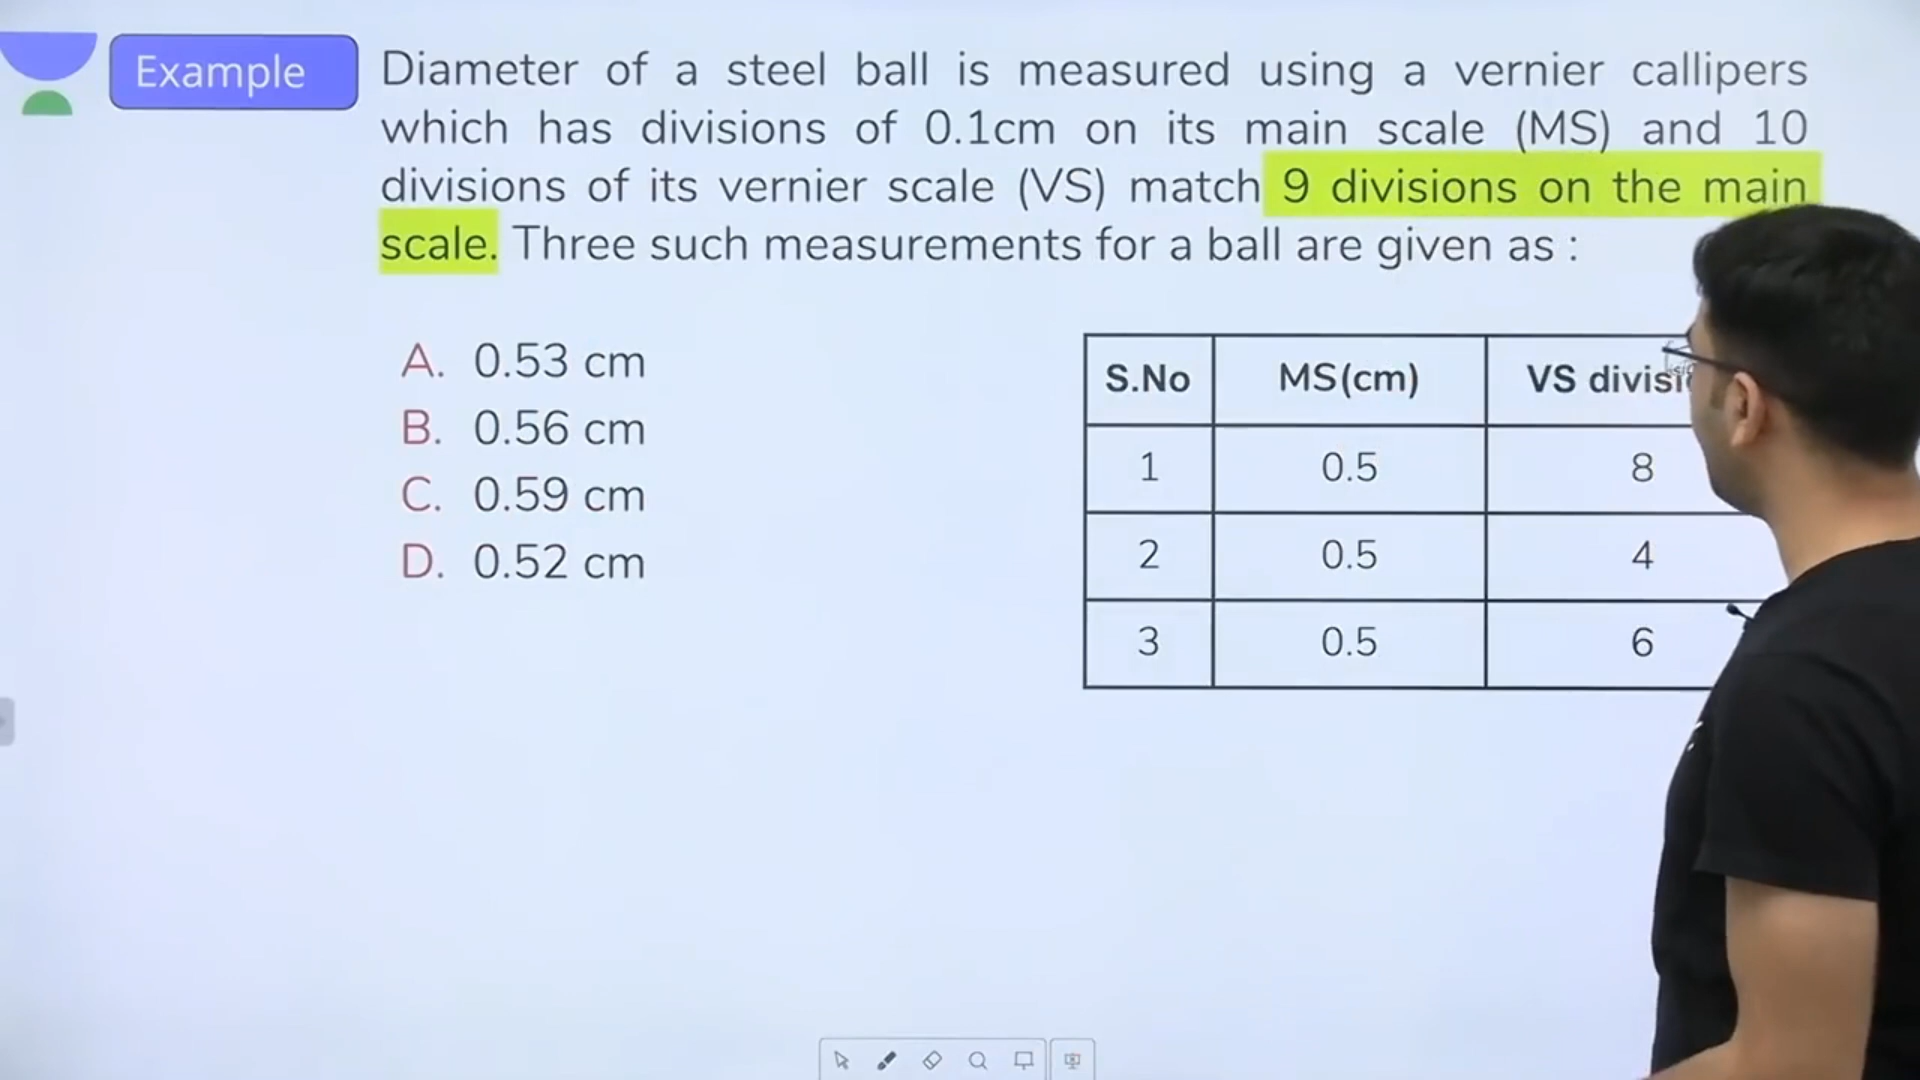 Example
Diameter of a steel ball is measured using a vernier callipers
which has divisions of 0.1cm on its main scale (MS) and 10
divisions of its vernier scale (VS) match 9 divisions on the main
scale. Three such measurements for a ball are given as :
A. 0.53 cm
B. 0.56 cm
C. 0.59 cm
D. 0.52 cm
S.No MS(cm) VS
1 0.5 8
2 0.5 4
3 0.5 6